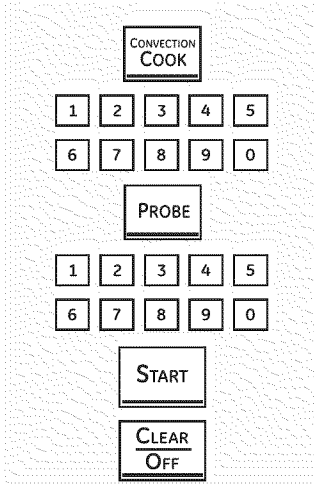 CONVECTION
COOK
1 2 3 4 5
6 7 8 9 0
PROBE
1 2 3 4 5
6 7 8 9 0
START
CLEAR
OFF